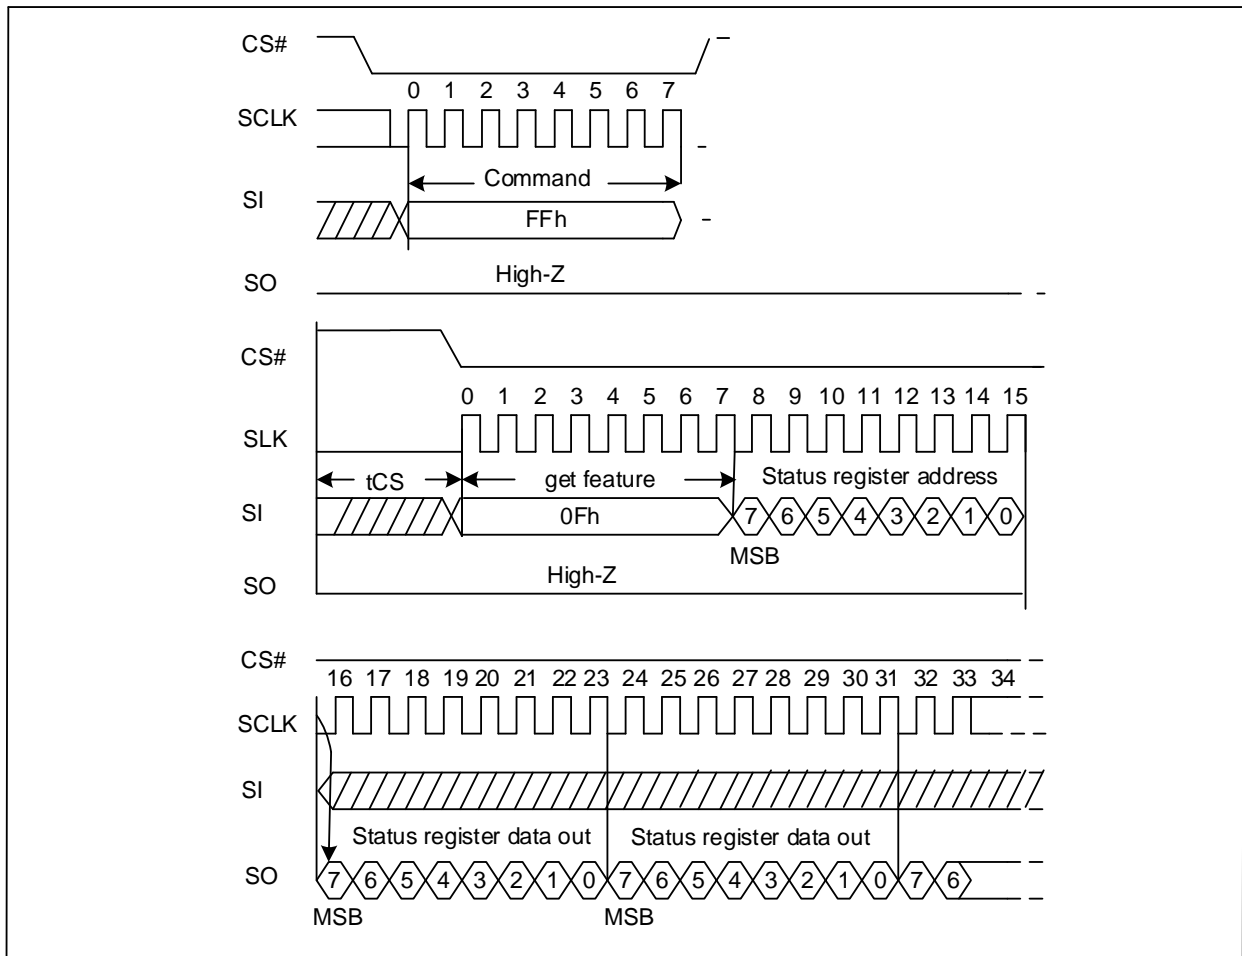 CS#
0 1 2 3 4 5 6 7
SCLK
Command
SI
FFh
High-Z
SO
CS#
0 1 2 3 4 5 6 7 8 9 10 11 12 13 14 15
SLK
tCS get feature Status register address
SI
0Fh 7 6 5 4 3 2 1 0
MSB
High-Z
SO
CS#
16 17 18 19 20 21 22 23 24 25 26 27 28 29 30 31 32 33 34
SCLK
SI
Status register data out Status register data out
SO
7 6 5 4 3 2 1 0 7 6 5 4 3 2 1 0 7 6
MSB MSB